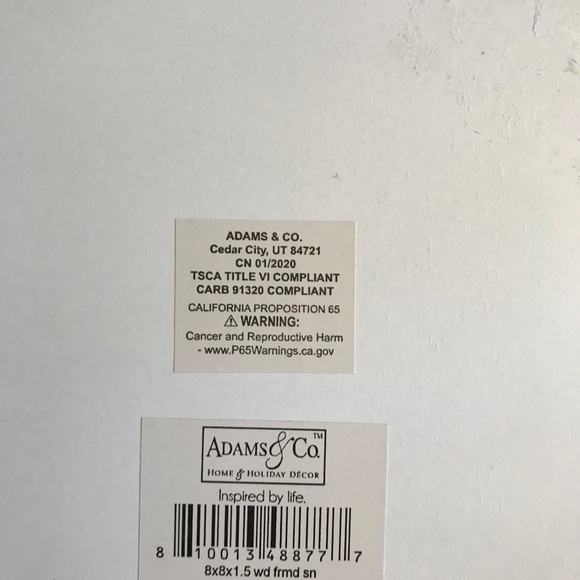 ADAMS & CO.
Cedar City, UT 84721
CN 01/2020
TSCA TITLE VI COMPLIANT
CARB 91320 COMPLIANT
CALIFORNIA PROPOSITION 65
⚠ WARNING:
Cancer and Reproductive Harm
- www.P65Warnings.ca.gov
ADAMS & CO.™
HOME & HOLIDAY DÉCOR
Inspired by life.
8 10013 48877 7
8x8x1.5 wd frmd sn